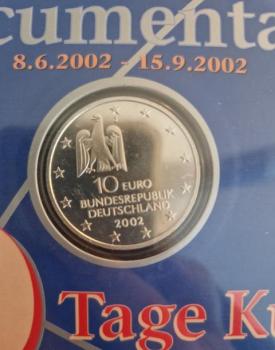 cumenta
8.6.2002 - 15.9.2002
10 EURO
BUNDESREPUBLIK
DEUTSCHLAND
2002
Tage Ku